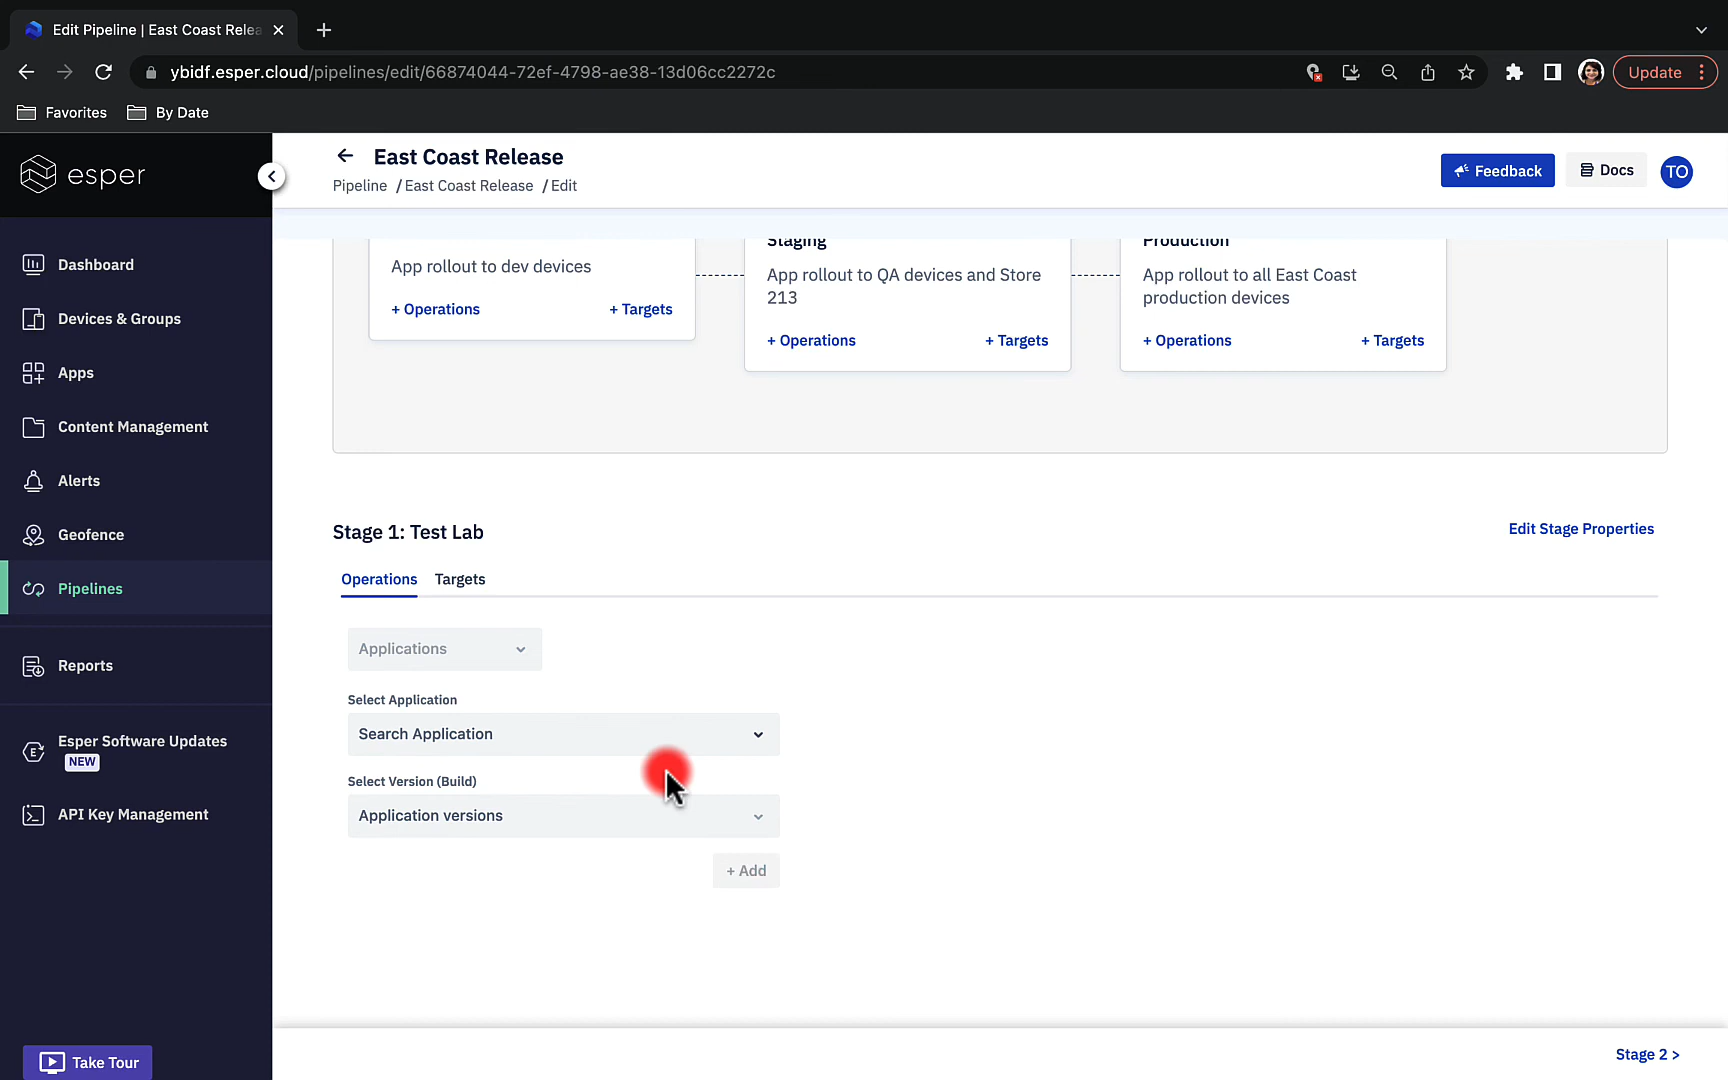 Edit Pipeline | East Coast Relea
ybidf.esper.cloud/pipelines/edit/66874044-72ef-4798-ae38-13d06cc2272c
Update
Favorites
By Date
esper
East Coast Release
Pipeline / East Coast Release / Edit
Feedback
Docs
TO
Dashboard
Devices & Groups
Apps
Content Management
Alerts
Geofence
Pipelines
Reports
Esper Software Updates
NEW
API Key Management
Take Tour
App rollout to dev devices
+ Operations
+ Targets
Staging
App rollout to QA devices and Store
213
+ Operations
+ Targets
Production
App rollout to all East Coast
production devices
+ Operations
+ Targets
Stage 1: Test Lab
Edit Stage Properties
Operations
Targets
Applications
Select Application
Search Application
Select Version (Build)
Application versions
+ Add
Stage 2 >